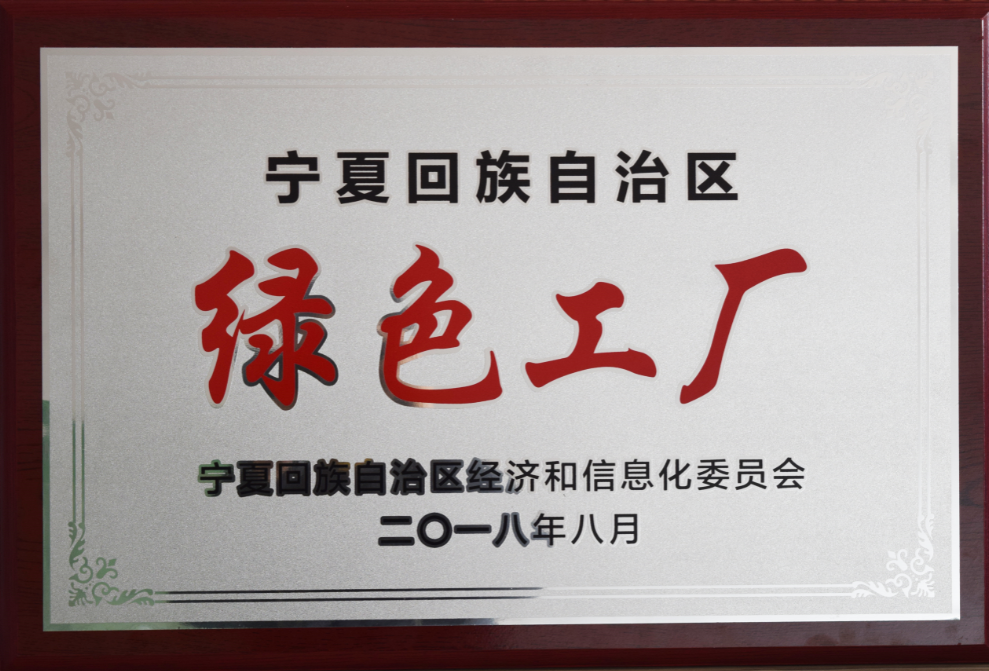 宁夏回族自治区
绿色工厂
宁夏回族自治区经济和信息化委员会
二〇一八年八月